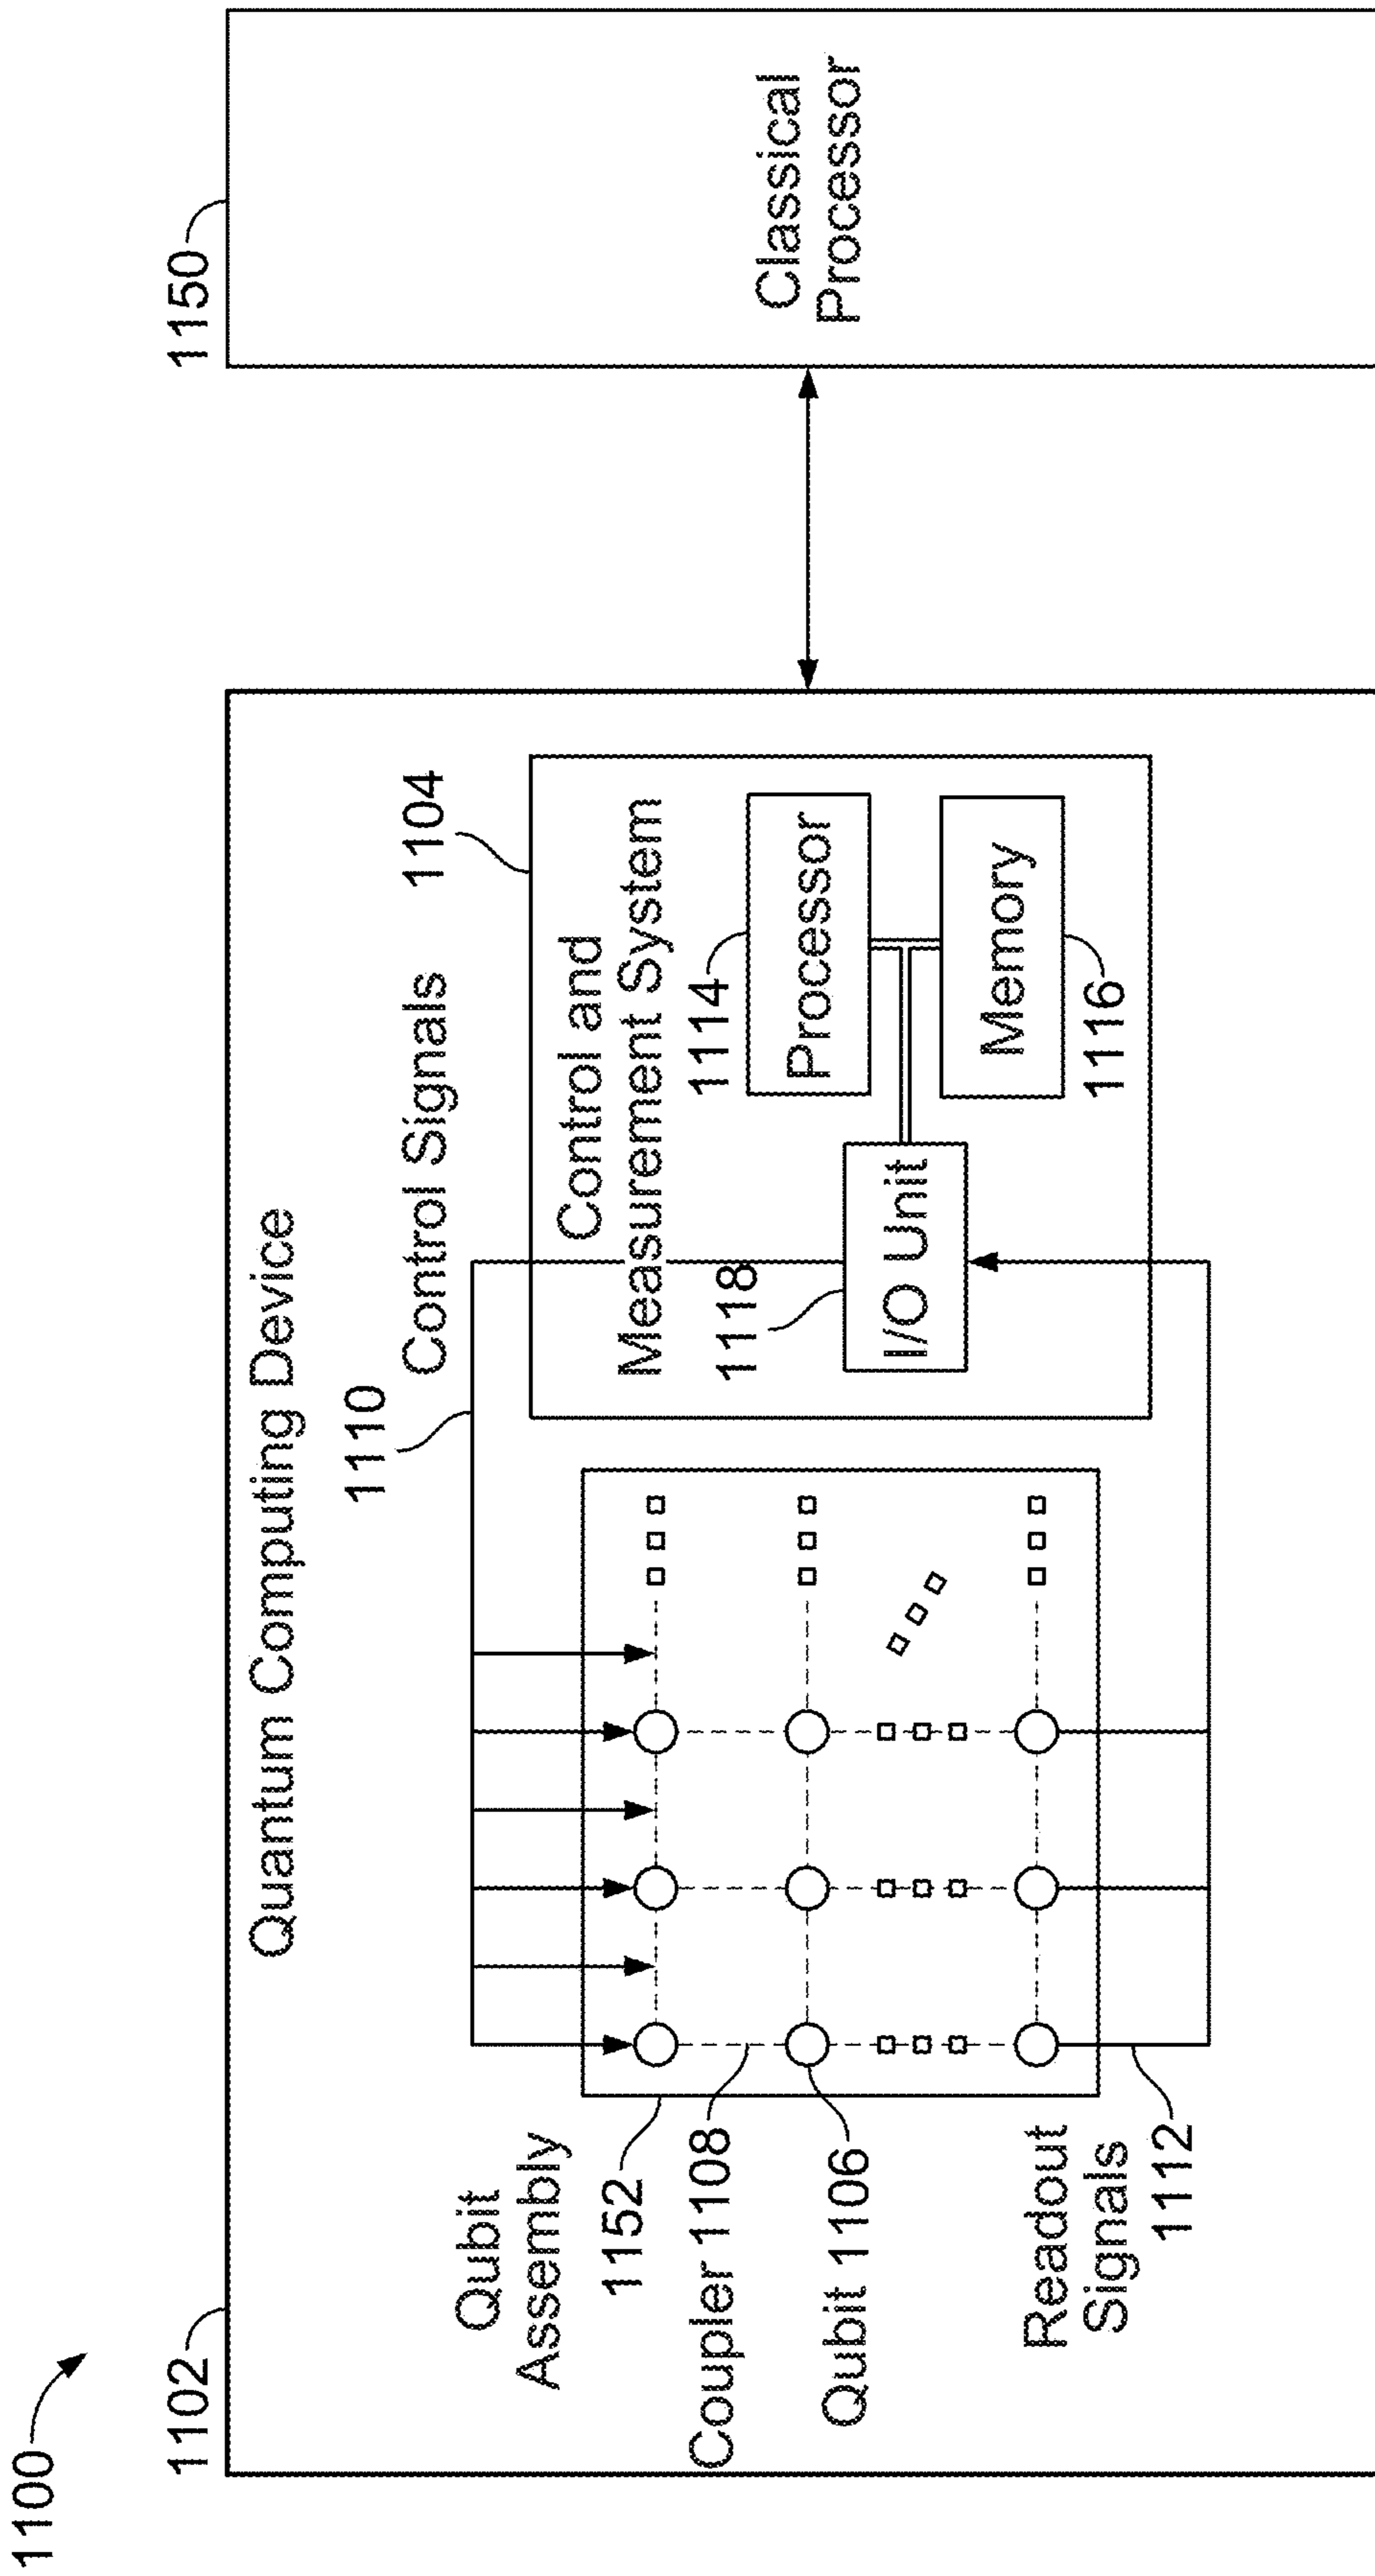 1100
1102
Quantum Computing Device
1150
Qubit
Assembly
1152
Coupler 1108
Qubit 1106
Readout
Signals
1112
1110
Control Signals
1104
Control and
Measurement System
1118
I/O Unit
1114
Processor
Memory
1116
Classical
Processor